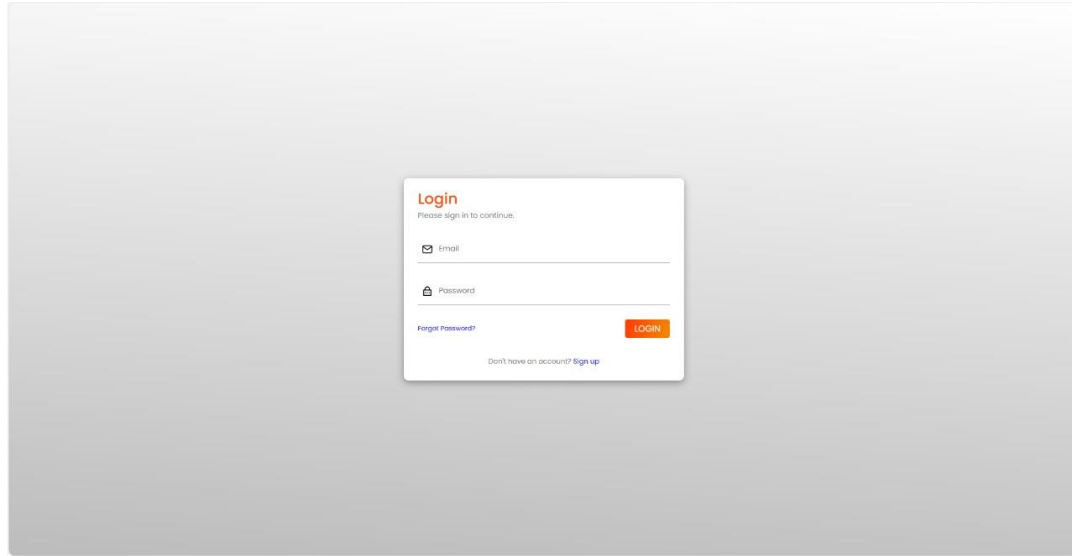 Login
Please sign in to continue.
Email
Password
Forgot Password? LOGIN
Don't have an account? Sign up